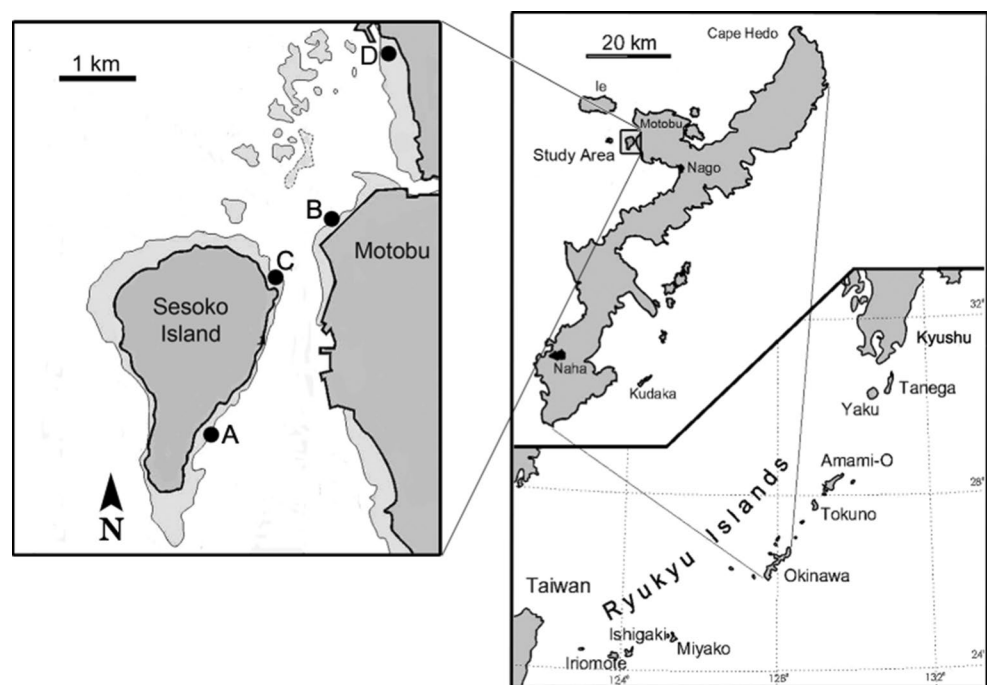 1 km
D
B
C
A
Motobu
Sesoko
Island
N
20 km
Cape Hedo
Ie
Motobu
Study Area
Nago
Naha
Kudaka
32°
Kyushu
Tanega
Yaku
Amami-O
28°
Tokuno
Ryukyu Islands
Okinawa
Taiwan
Ishigaki
Miyako
Iriomote
24°
124°
128°
132°